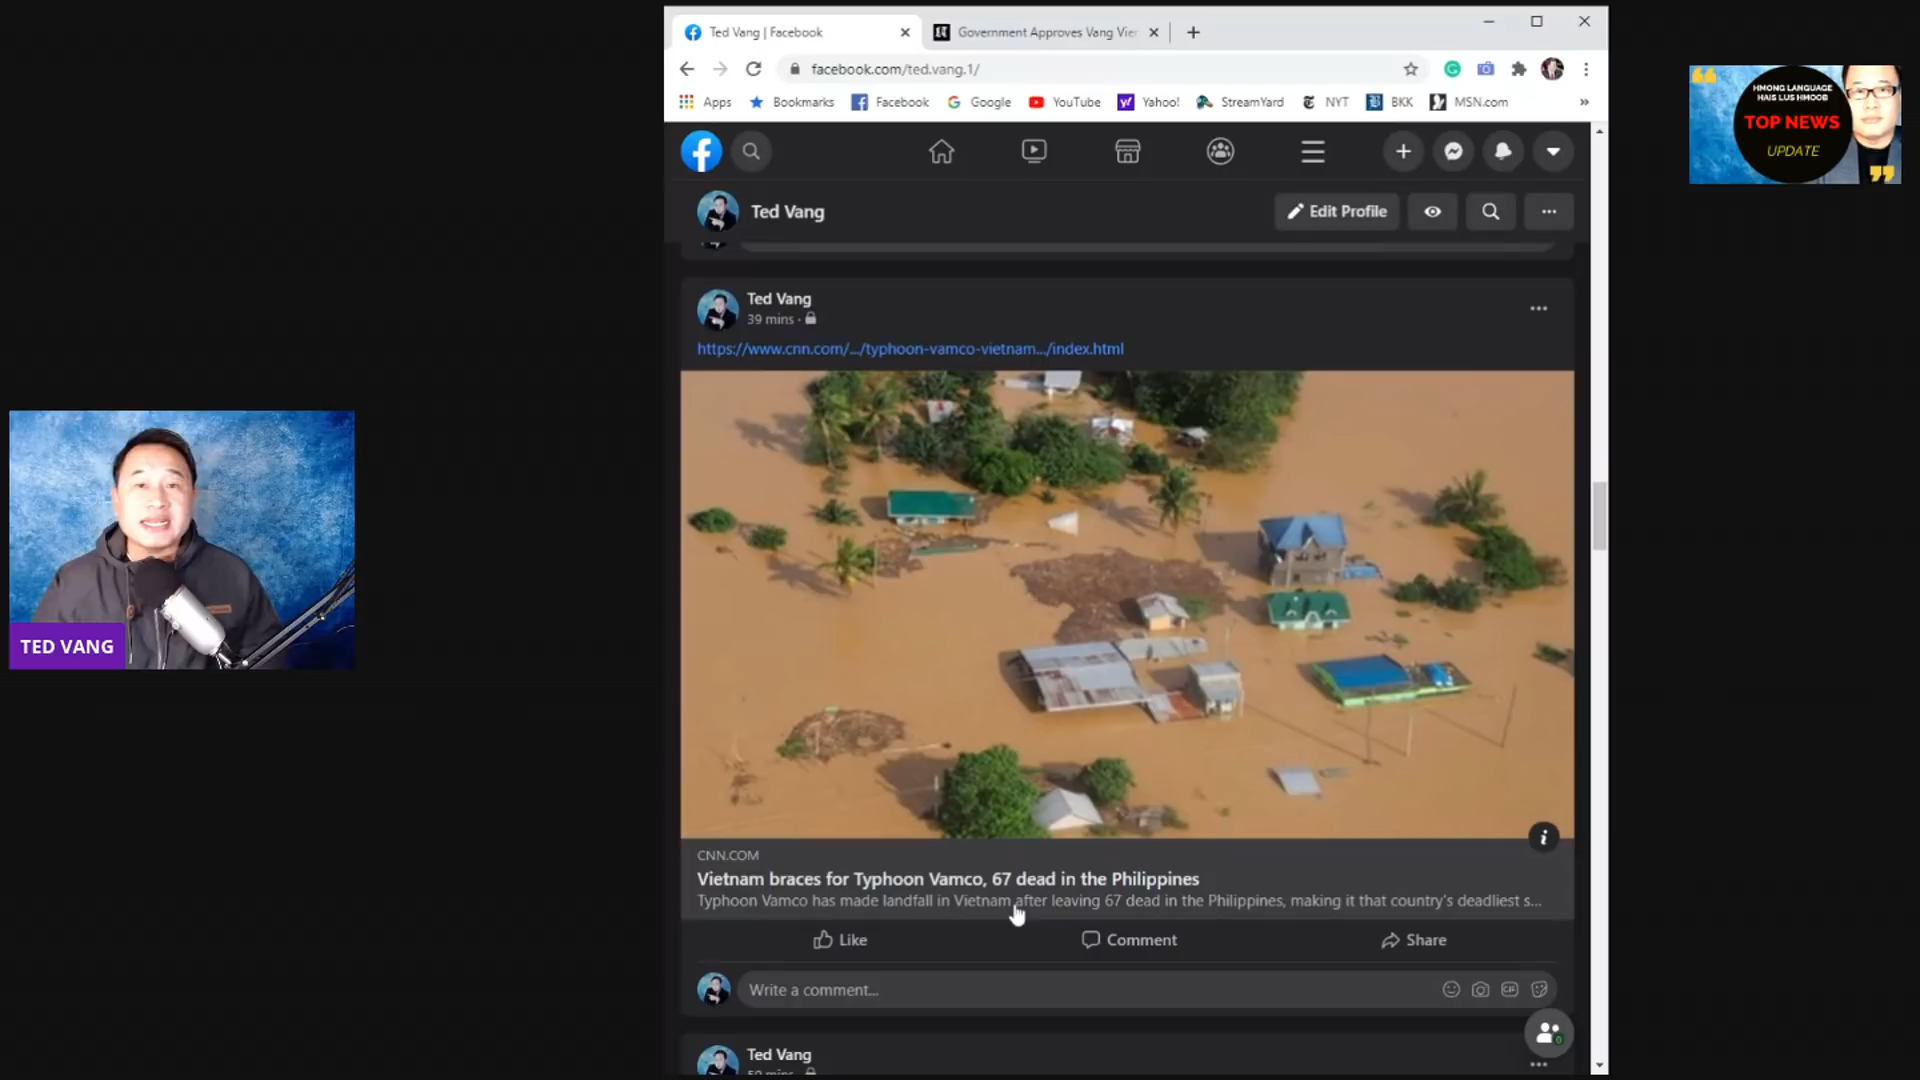 Ted Vang | Facebook
Government Approves Vang Vie
facebook.com/ted.vang.1/
Apps
Bookmarks
Facebook
Google
YouTube
Yahoo!
StreamYard
NYT
BKK
MSN.com
»
HMONG LANGUAGE
HAIS LUS HMOOB
TOP NEWS
UPDATE
Ted Vang
Edit Profile
Ted Vang
39 mins ·
https://www.cnn.com/.../typhoon-vamco-vietnam.../index.html
TED VANG
CNN.COM
Vietnam braces for Typhoon Vamco, 67 dead in the Philippines
Typhoon Vamco has made landfall in Vietnam after leaving 67 dead in the Philippines, making it that country's deadliest s...
Like
Comment
Share
Write a comment...
GIF
Ted Vang